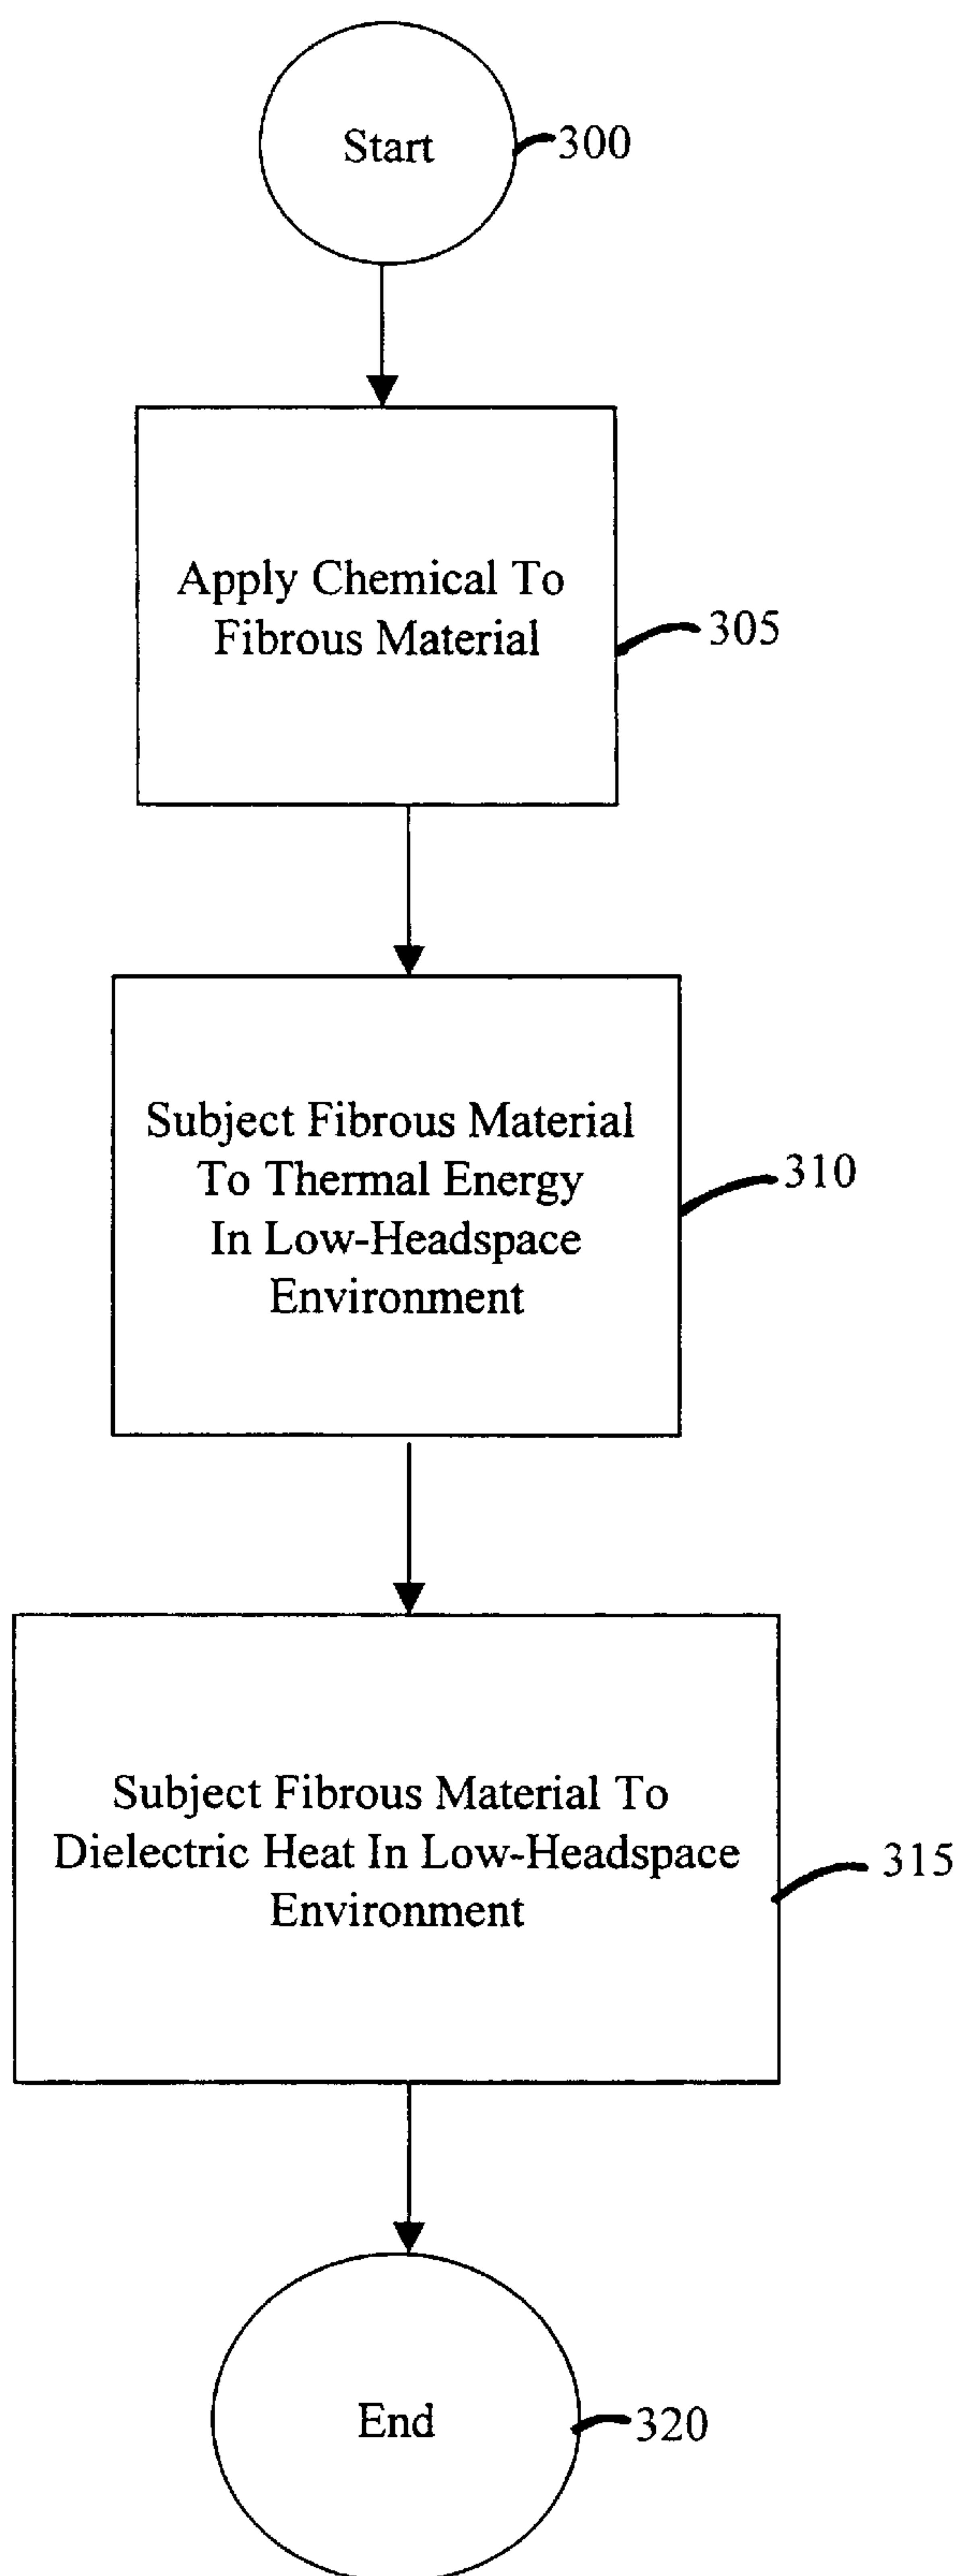 Start
300
Apply Chemical To
Fibrous Material
305
Subject Fibrous Material
To Thermal Energy
In Low-Headspace
Environment
310
Subject Fibrous Material To
Dielectric Heat In Low-Headspace
Environment
315
End
320